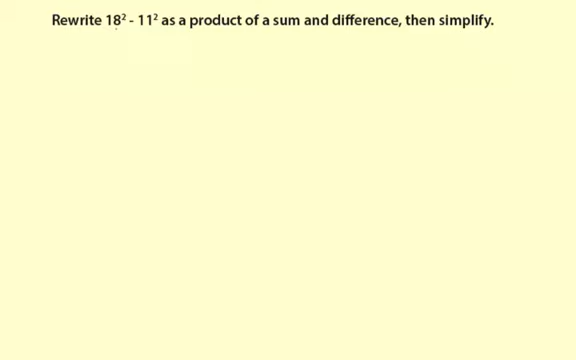 Rewrite 18² - 11² as a product of a sum and difference, then simplify.